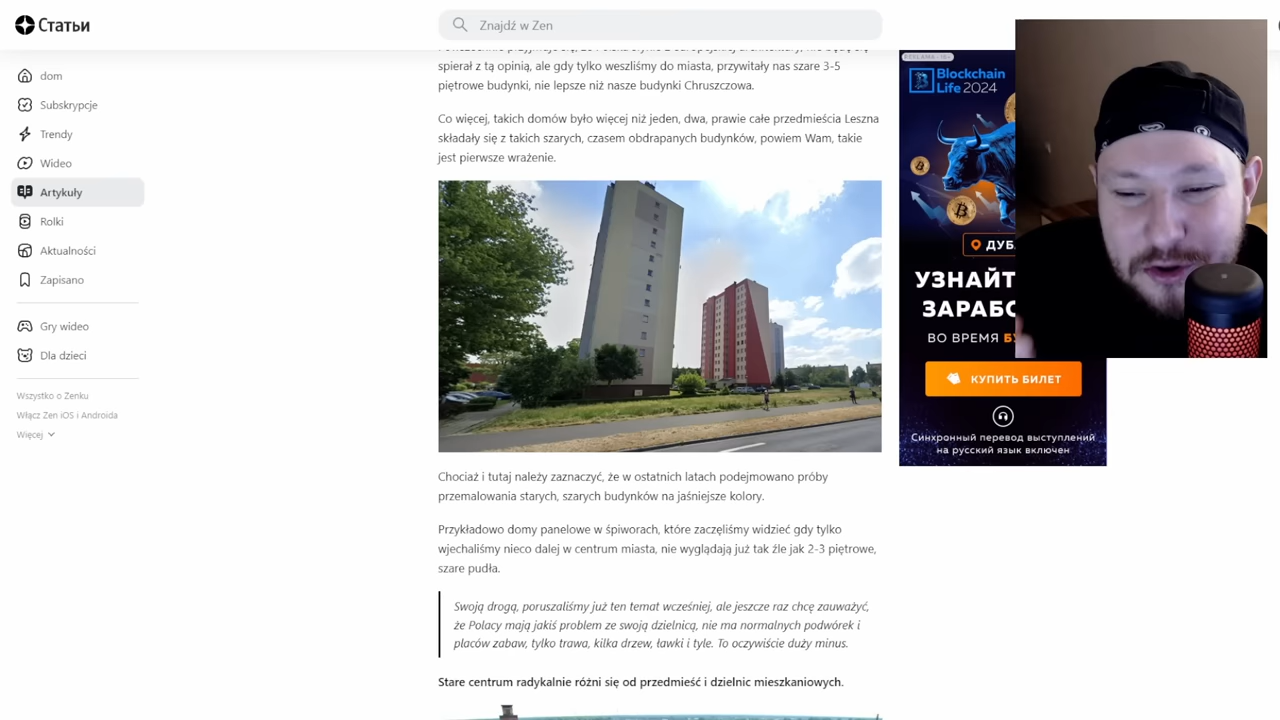 Статьи
Znajdź w Zen
dom
Subskrypcje
Trendy
Wideo
Artykuły
Rolki
Aktualności
Zapisano
Gry wideo
Dla dzieci
Wszystko o Zenku
Włącz Zen iOS i Androida
Więcej
spierał z tą opinią, ale gdy tylko weszliśmy do miasta, przywitały nas szare 3-5
piętrowe budynki, nie lepsze niż nasze budynki Chruszczowa.
Co więcej, takich domów było więcej niż jeden, dwa, prawie całe przedmieścia Leszna
składały się z takich szarych, czasem obdrapanych budynków, powiem Wam, takie
jest pierwsze wrażenie.
Chociaż i tutaj należy zaznaczyć, że w ostatnich latach podejmowano próby
przemalowania starych, szarych budynków na jaśniejsze kolory.
Przykładowo domy panelowe w śpiworach, które zaczęliśmy widzieć gdy tylko
wjechaliśmy nieco dalej w centrum miasta, nie wyglądają już tak źle jak 2-3 piętrowe,
szare pudła.
Swoją drogą, poruszaliśmy już ten temat wcześniej, ale jeszcze raz chcę zauważyć,
że Polacy mają jakiś problem ze swoją dzielnicą, nie ma normalnych podwórek i
placów zabaw, tylko trawa, kilka drzew, ławki i tyle. To oczywiście duży minus.
Stare centrum radykalnie różni się od przedmieść i dzielnic mieszkaniowych.
Blockchain
Life 2024
ДУБ
УЗНАЙТ
ЗАРАБО
ВО ВРЕМЯ
КУПИТЬ БИЛЕТ
Синхронный перевод выступлений
на русский язык включен